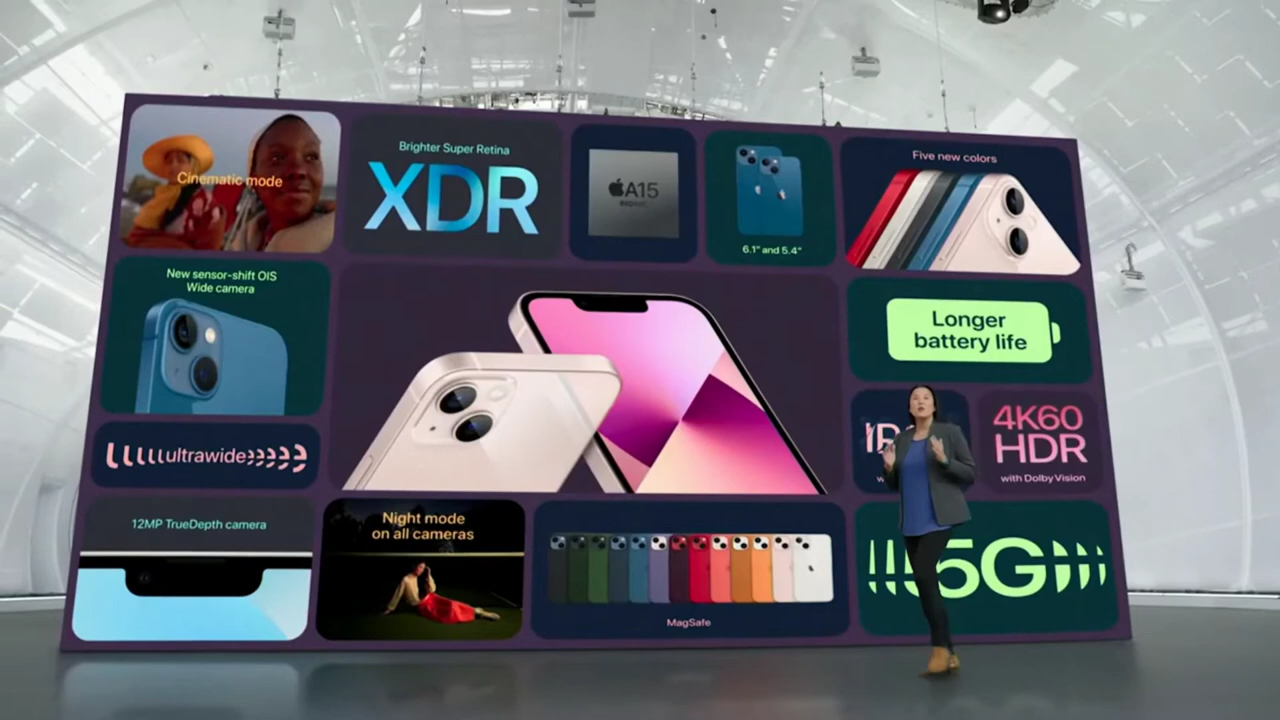 Cinematic mode
Brighter Super Retina
XDR
A15
BIONIC
6.1" and 5.4"
Five new colors
New sensor-shift OIS
Wide camera
Longer
battery life
ultrawide
4K60
HDR
with Dolby Vision
12MP TrueDepth camera
Night mode
on all cameras
MagSafe
5G